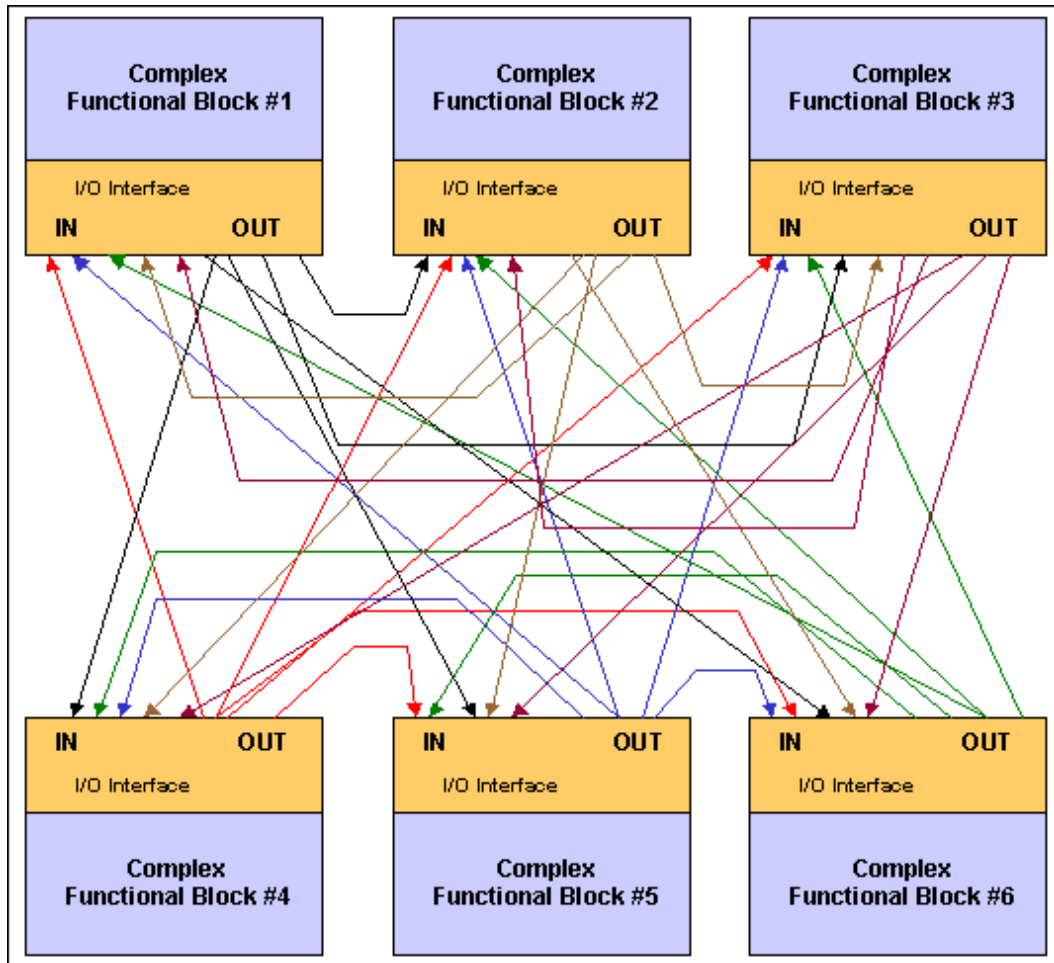 Complex
Functional Block #1
Complex
Functional Block #2
Complex
Functional Block #3
I/O Interface
I/O Interface
I/O Interface
IN OUT
IN OUT
IN OUT
IN OUT
IN OUT
IN OUT
I/O Interface
I/O Interface
I/O Interface
Complex
Functional Block #4
Complex
Functional Block #5
Complex
Functional Block #6